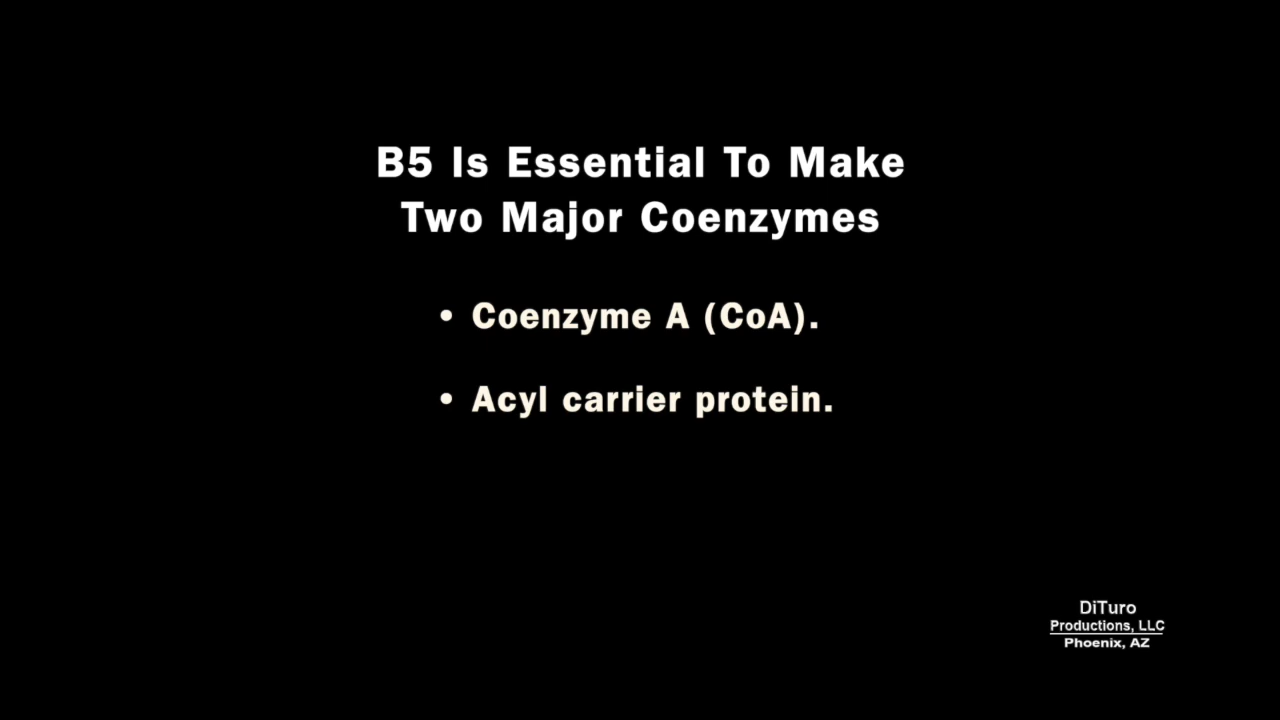 B5 Is Essential To Make
Two Major Coenzymes
• Coenzyme A (CoA).
• Acyl carrier protein.
DiTuro
Productions, LLC
Phoenix, AZ